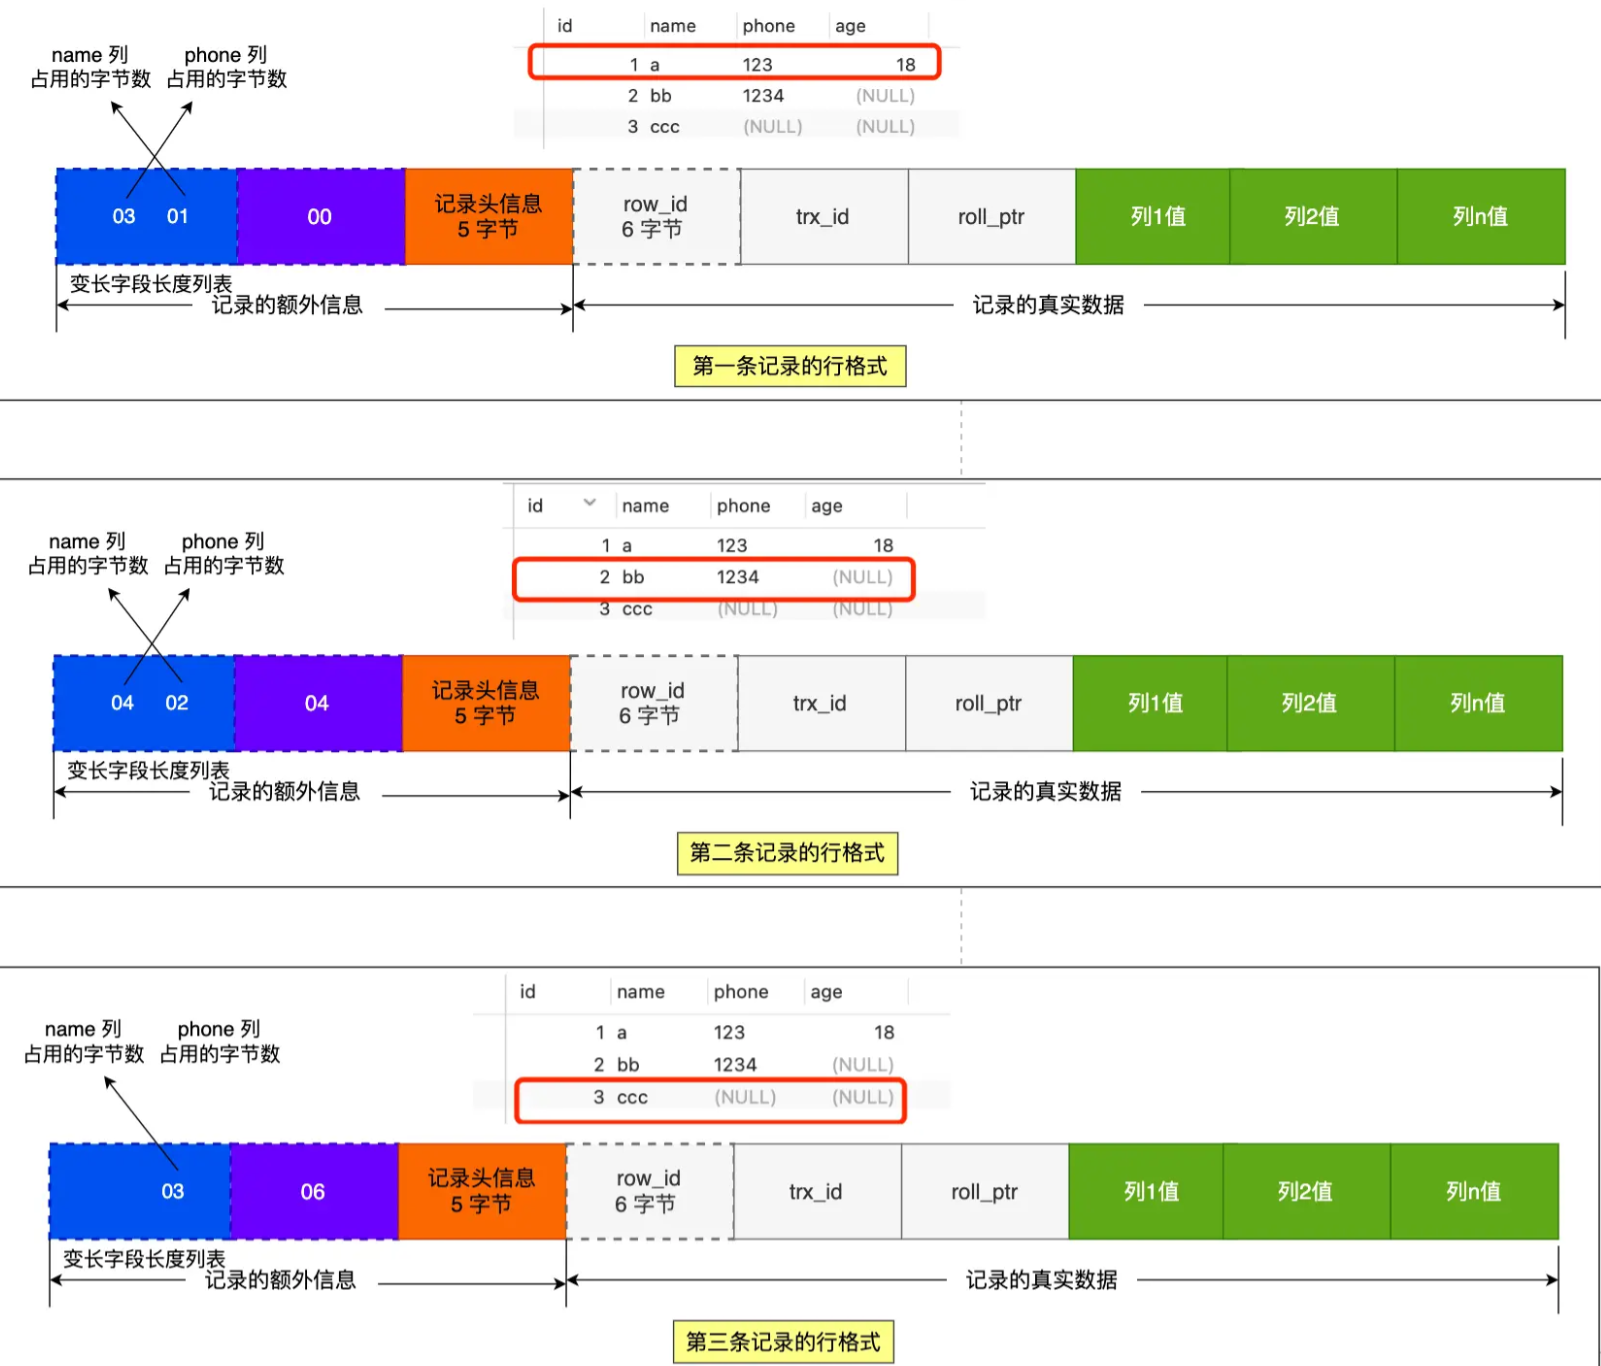 id name phone age
1 a 123 18
2 bb 1234 (NULL)
3 ccc (NULL) (NULL)
name 列 phone 列
占用的字节数 占用的字节数
03 01 00 记录头信息 row_id trx_id roll_ptr 列1值 列2值 列n值
5 字节 6 字节
变长字段长度列表
记录的额外信息 记录的真实数据
第一条记录的行格式
id name phone age
1 a 123 18
2 bb 1234 (NULL)
3 ccc (NULL) (NULL)
name 列 phone 列
占用的字节数 占用的字节数
04 02 04 记录头信息 row_id trx_id roll_ptr 列1值 列2值 列n值
5 字节 6 字节
变长字段长度列表
记录的额外信息 记录的真实数据
第二条记录的行格式
id name phone age
1 a 123 18
2 bb 1234 (NULL)
3 ccc (NULL) (NULL)
name 列 phone 列
占用的字节数 占用的字节数
03 06 记录头信息 row_id trx_id roll_ptr 列1值 列2值 列n值
5 字节 6 字节
变长字段长度列表
记录的额外信息 记录的真实数据
第三条记录的行格式